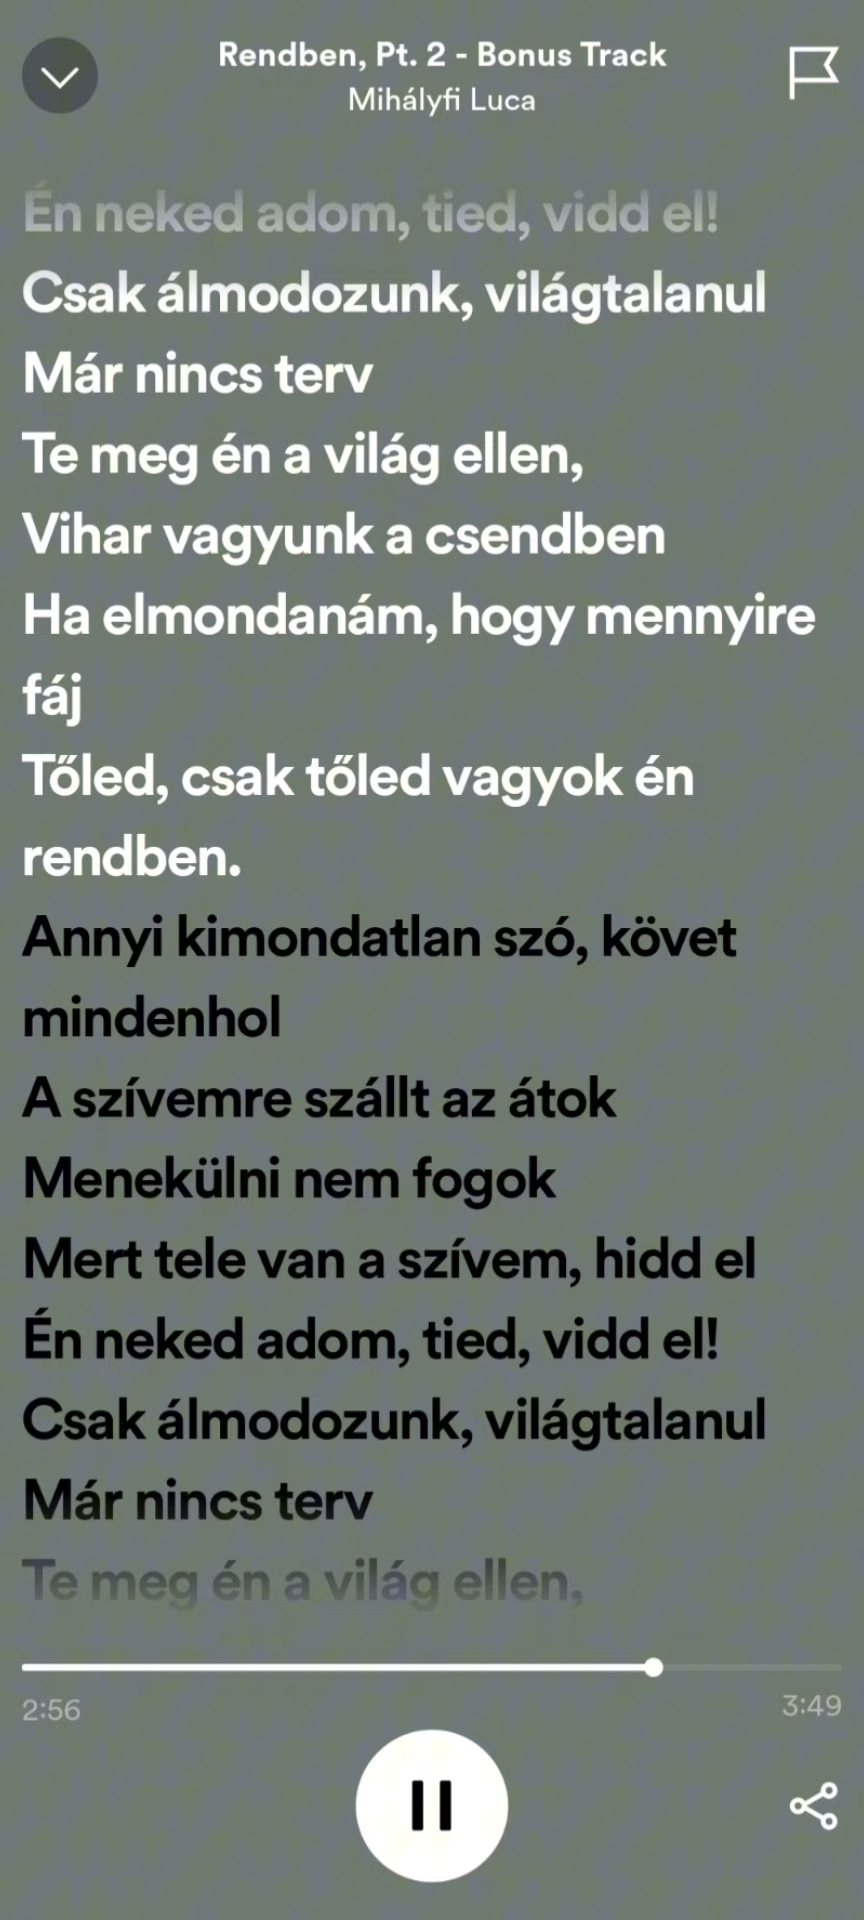 Rendben, Pt. 2 - Bonus Track
Mihályfi Luca
Én neked adom, tied, vidd el!
Csak álmodozunk, világtalanul
Már nincs terv
Te meg én a világ ellen,
Vihar vagyunk a csendben
Ha elmondanám, hogy mennyire
fáj
Tőled, csak tőled vagyok én
rendben.
Annyi kimondatlan szó, követ
mindenhol
A szívemre szállt az átok
Menekülni nem fogok
Mert tele van a szívem, hidd el
Én neked adom, tied, vidd el!
Csak álmodozunk, világtalanul
Már nincs terv
Te meg én a világ ellen,
2:56
3:49